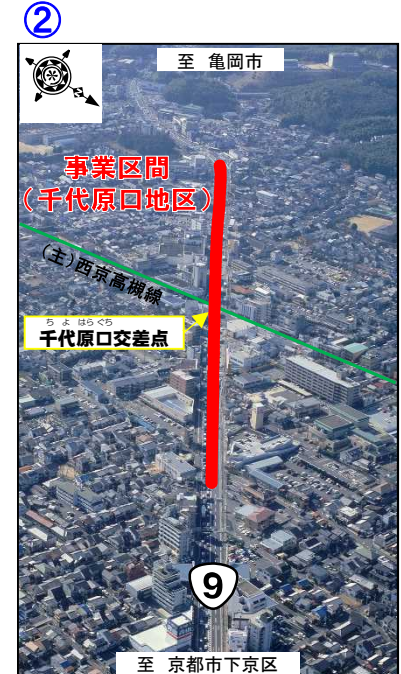 ②
至 亀岡市
事業区間
（千代原口地区）
(主)西京高槻線
ちよはらぐち
千代原口交差点
9
至 京都市下京区